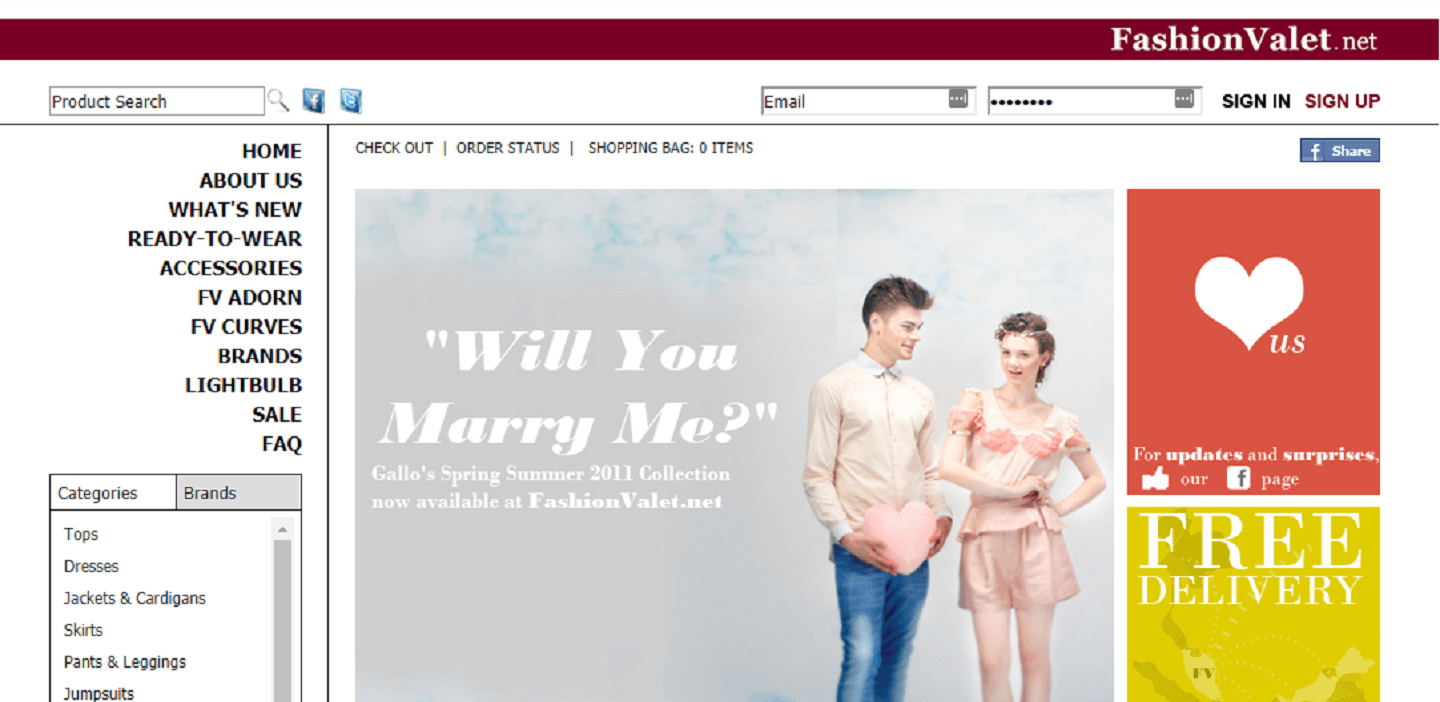 FashionValet.net
Product Search
Email
••••••••
SIGN IN SIGN UP
HOME
ABOUT US
WHAT'S NEW
READY-TO-WEAR
ACCESSORIES
FV ADORN
FV CURVES
BRANDS
LIGHTBULB
SALE
FAQ
Categories Brands
Tops
Dresses
Jackets & Cardigans
Skirts
Pants & Leggings
Jumpsuits
CHECK OUT | ORDER STATUS | SHOPPING BAG: 0 ITEMS
f Share
"Will You
Marry Me?"
Gallo's Spring Summer 2011 Collection
now available at FashionValet.net
us
For updates and surprises,
our f page
FREE
DELIVERY
FV